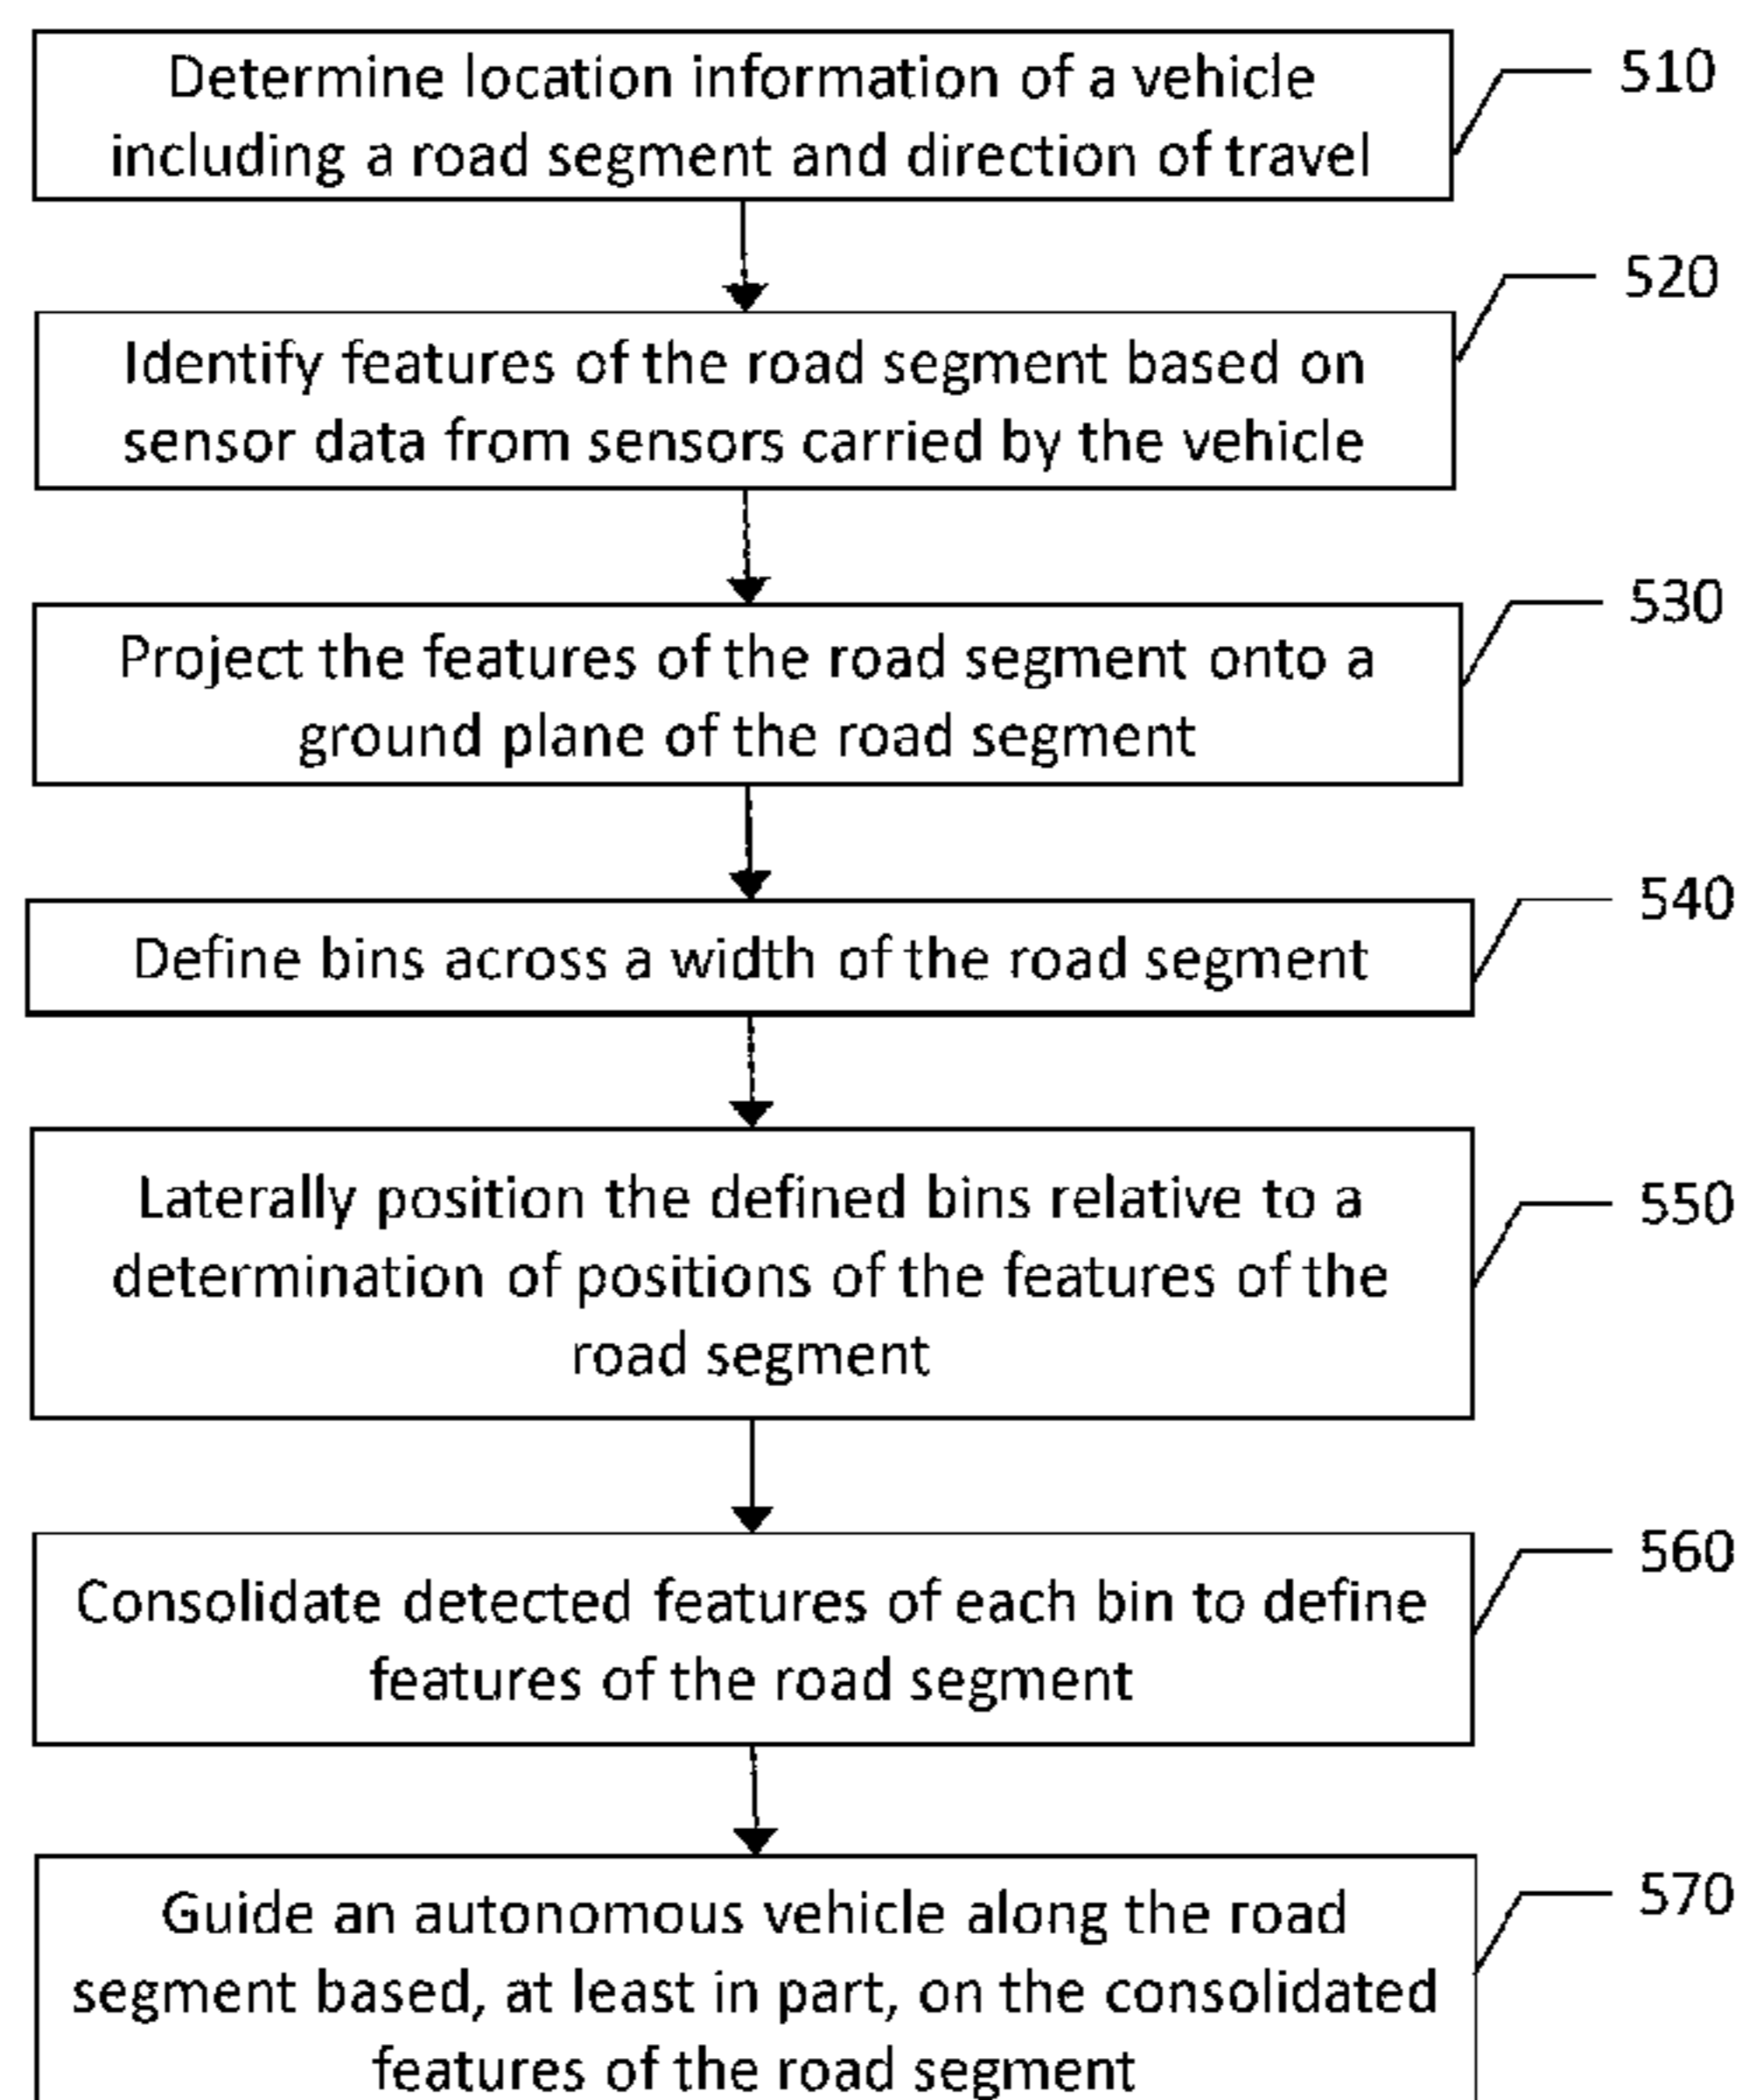 Determine location information of a vehicle
including a road segment and direction of travel
510
Identify features of the road segment based on
sensor data from sensors carried by the vehicle
520
Project the features of the road segment onto a
ground plane of the road segment
530
Define bins across a width of the road segment
540
Laterally position the defined bins relative to a
determination of positions of the features of the
road segment
550
Consolidate detected features of each bin to define
features of the road segment
560
Guide an autonomous vehicle along the road
segment based, at least in part, on the consolidated
features of the road segment
570